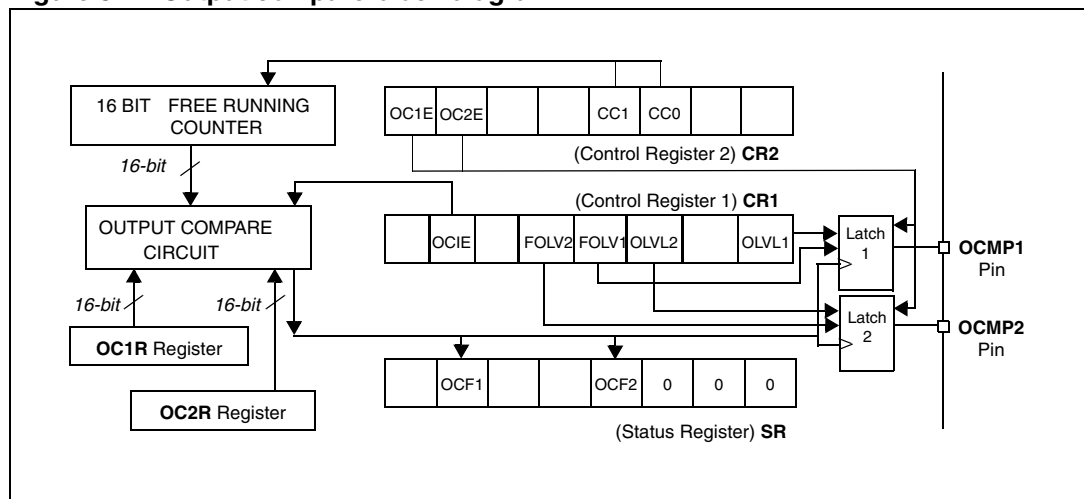 16 BIT FREE RUNNING
COUNTER
OC1E OC2E CC1 CC0
(Control Register 2) CR2
16-bit
(Control Register 1) CR1
OUTPUT COMPARE
CIRCUIT
OCIE FOLV2 FOLV1 OLVL2 OLVL1
Latch
1
OCMP1
Pin
16-bit 16-bit
Latch
2
OCMP2
Pin
OC1R Register
OCF1 OCF2 0 0 0
OC2R Register
(Status Register) SR